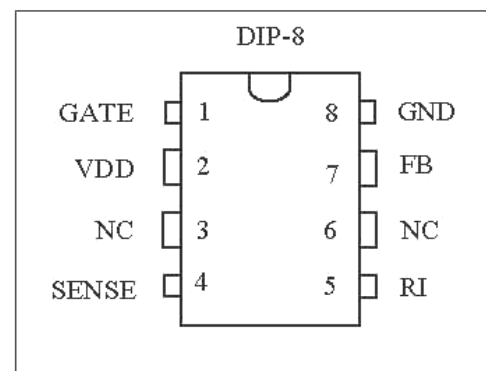 DIP-8
GATE 1 8 GND
VDD 2 7 FB
NC 3 6 NC
SENSE 4 5 RI